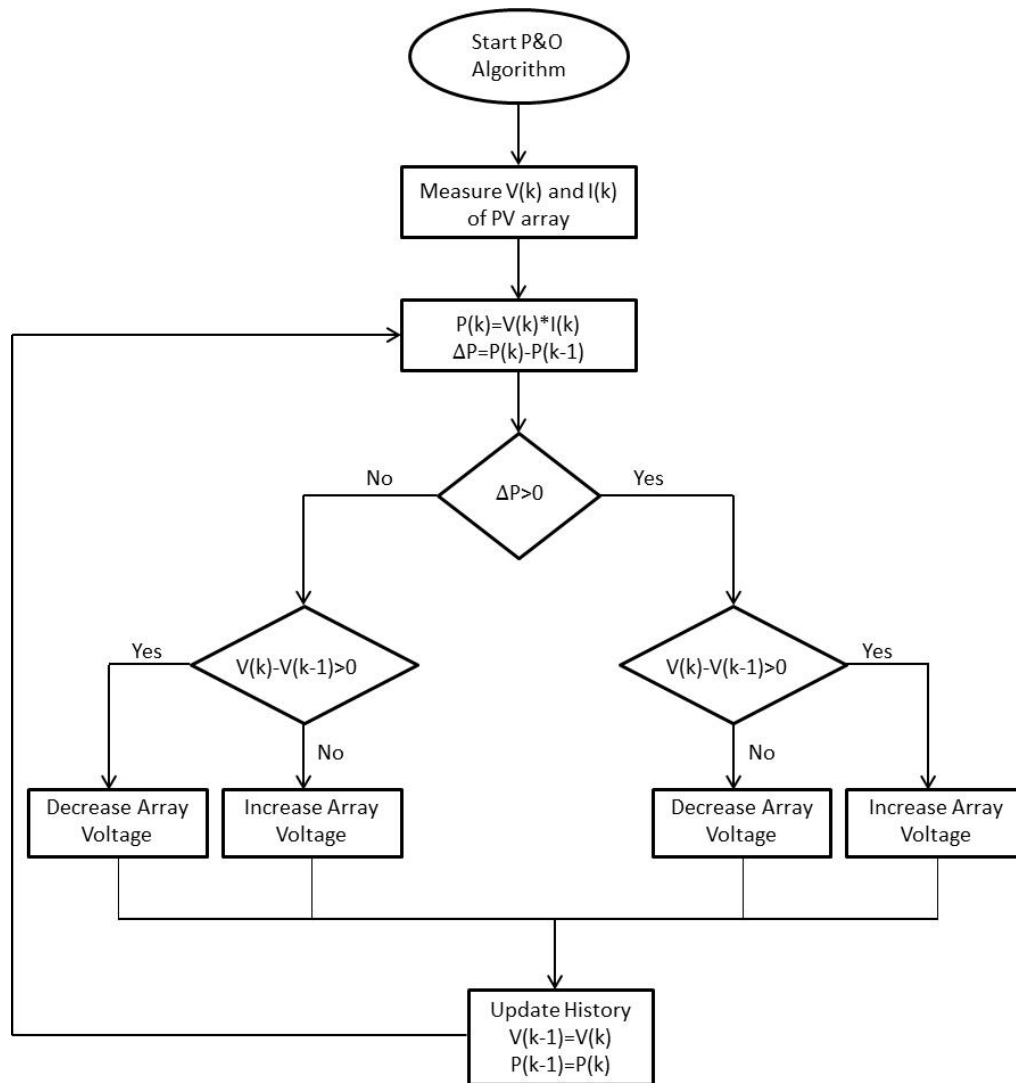 Start P&O
Algorithm
Measure V(k) and I(k)
of PV array
P(k)=V(k)*I(k)
ΔP=P(k)-P(k-1)
ΔP>0
No
Yes
V(k)-V(k-1)>0
Yes
No
V(k)-V(k-1)>0
Yes
No
Decrease Array
Voltage
Increase Array
Voltage
Decrease Array
Voltage
Increase Array
Voltage
Update History
V(k-1)=V(k)
P(k-1)=P(k)